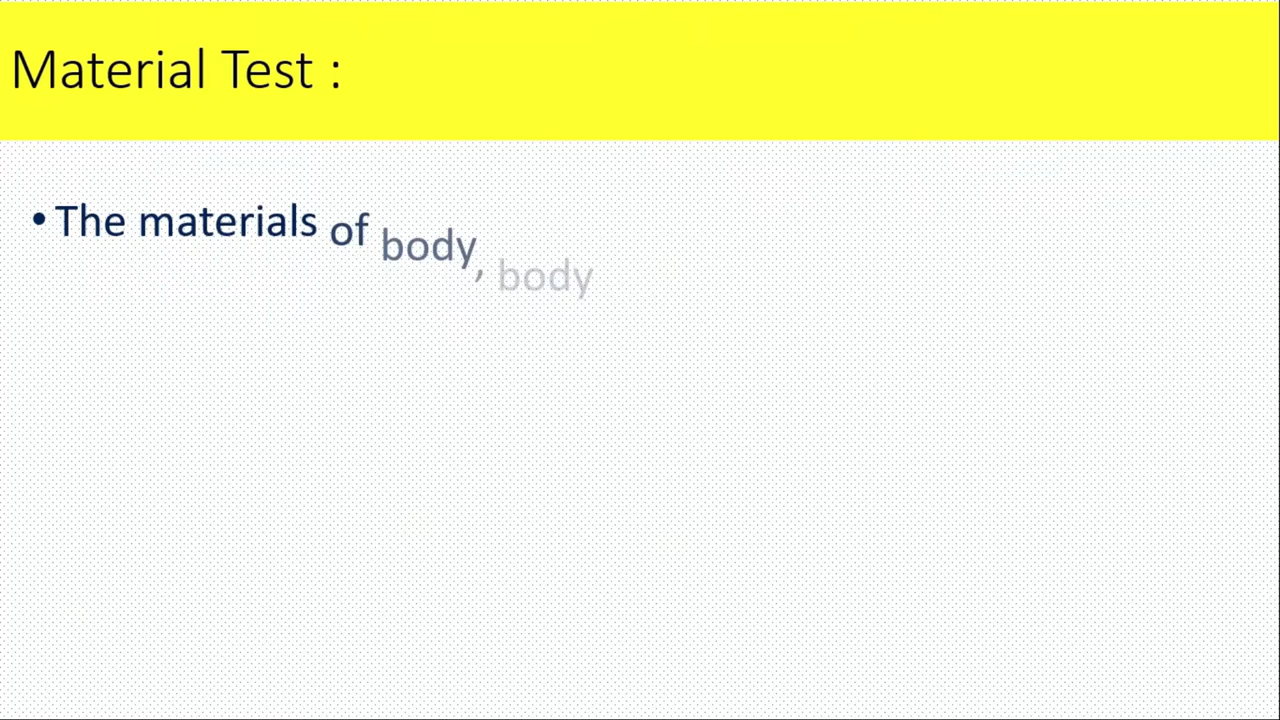 Material Test :
• The materials of body, body